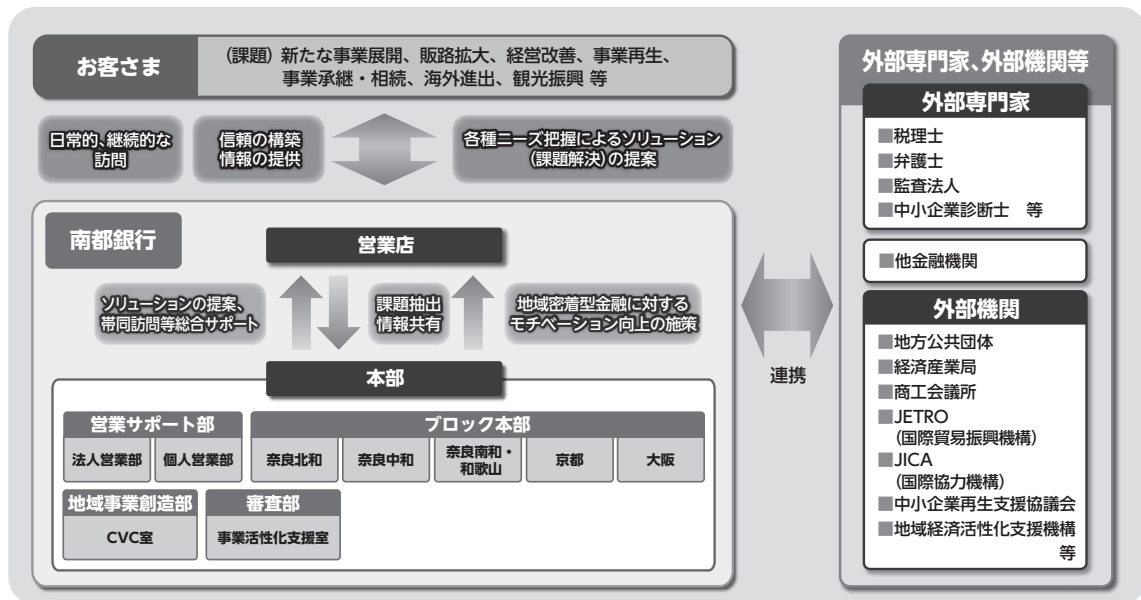 お客さま
(課題) 新たな事業展開、販路拡大、経営改善、事業再生、
事業承継・相続、海外進出、観光振興 等
日常的、継続的な
訪問
信頼の構築
情報の提供
各種ニーズ把握によるソリューション
(課題解決)の提案
南都銀行
営業店
ソリューションの提案、
帯同訪問等総合サポート
課題抽出
情報共有
地域密着型金融に対する
モチベーション向上の施策
本部
営業サポート部
法人営業部
個人営業部
ブロック本部
奈良北和
奈良中和
奈良南和・
和歌山
京都
大阪
地域事業創造部
CVC室
審査部
事業活性化支援室
連携
外部専門家、外部機関等
外部専門家
■税理士
■弁護士
■監査法人
■中小企業診断士 等
■他金融機関
外部機関
■地方公共団体
■経済産業局
■商工会議所
■JETRO
(国際貿易振興機構)
■JICA
(国際協力機構)
■中小企業再生支援協議会
■地域経済活性化支援機構
等